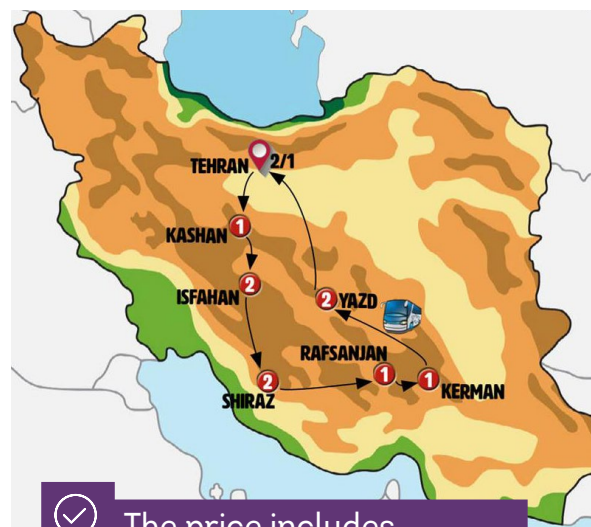 TEHRAN 2/1
1
KASHAN
2
ISFAHAN
2 YAZD
RAFSANJAN
1
1
KERMAN
2
SHIRAZ
The price includes